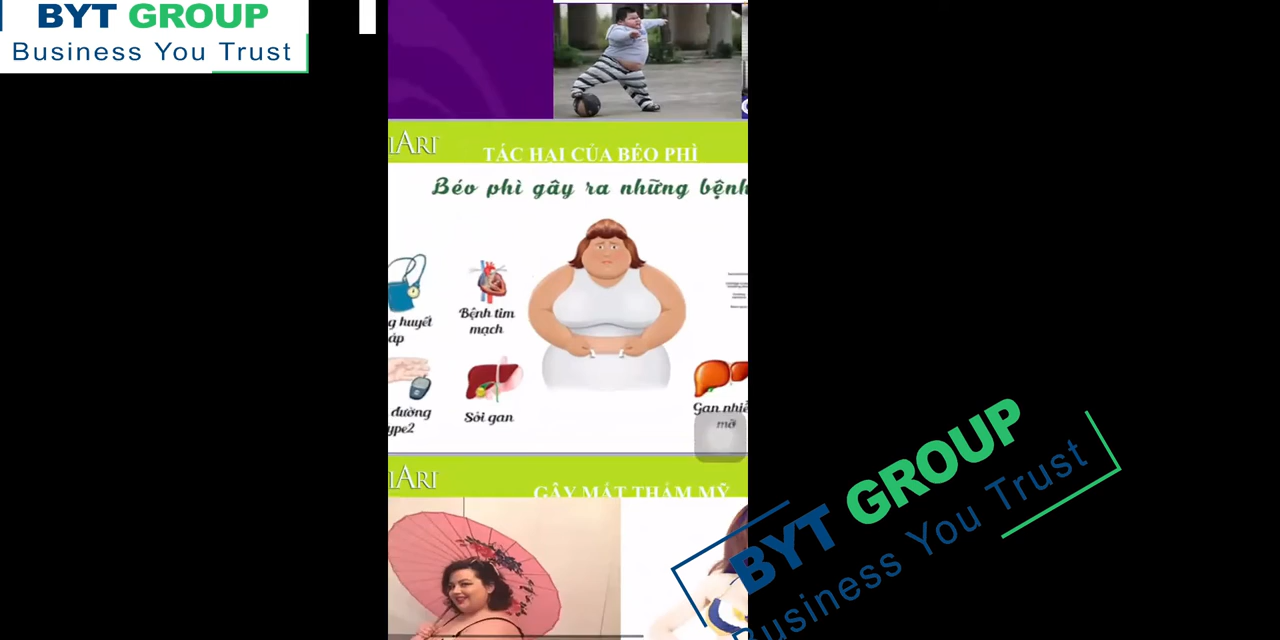 BYT GROUP
Business You Trust
TÁC HẠI CỦA BÉO PHÌ
Béo phì gây ra những bệnh
Bệnh tim
mạch
huyết
áp
đường
Sỏi gan
Gan nhiễ
mỡ
GÂY MẤT THẨM MỸ
BYT GROUP
Business You Trust